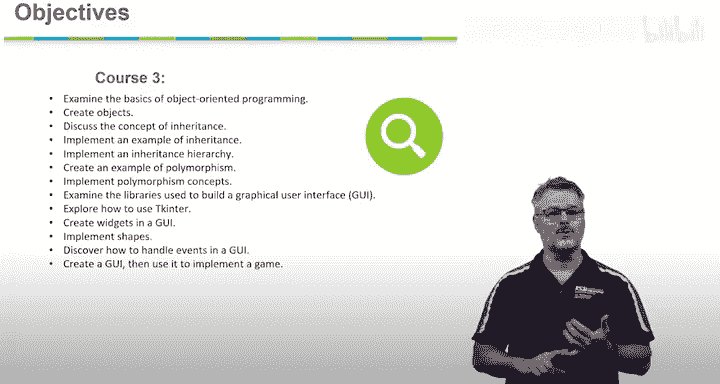 Objectives
Course 3:
• Examine the basics of object-oriented programming.
• Create objects.
• Discuss the concept of inheritance.
• Implement an example of inheritance.
• Implement an inheritance hierarchy.
• Create an example of polymorphism.
• Implement polymorphism concepts.
• Examine the libraries used to build a graphical user interface (GUI).
• Explore how to use Tkinter.
• Create widgets in a GUI.
• Implement shapes.
• Discover how to handle events in a GUI.
• Create a GUI, then use it to implement a game.
bilibili